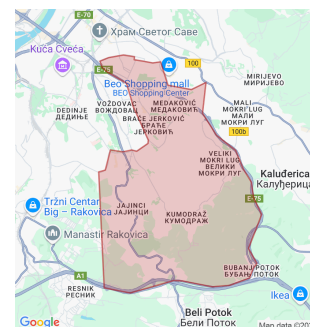 E-70
Храм Светог Саве
Kuća Cveća
E-75
100
Beo Shopping mall
BEO Shopping Center
MIRIJEVO
МИРИЈЕВО
DEDINJE
ДЕДИЊЕ
VOŽDOVAC
ВОЖДОВАЦ
MEDAKOVIĆ
МЕДАКОВИЋ
BRAĆE JERKOVIĆ
БРАЋЕ
ЈЕРКОВИЋ
MALI
MOKRI LUG
МАЛИ
МОКРИ ЛУГ
100b
VELIKI
MOKRI LUG
ВЕЛИКИ
МОКРИ ЛУГ
Kaluđerica
Калуђерица
Tržni Centar
Big – Rakovica
JAJINCI
ЈАЈИНЦИ
KUMODRAŽ
КУМОДРАЖ
Manastir Rakovica
A1
RESNIK
РЕСНИК
BUBANJ POTOK
БУБАЊ ПОТОК
Ikea
Beli Potok
Бели Поток
Google
Map data ©202